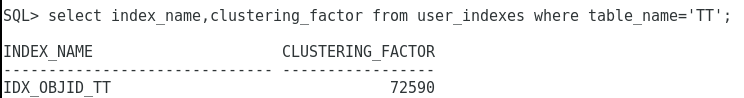 SQL> select index_name,clustering_factor from user_indexes where table_name='TT';
INDEX_NAME                     CLUSTERING_FACTOR
------------------------------ -----------------
IDX_OBJID_TT                               72590